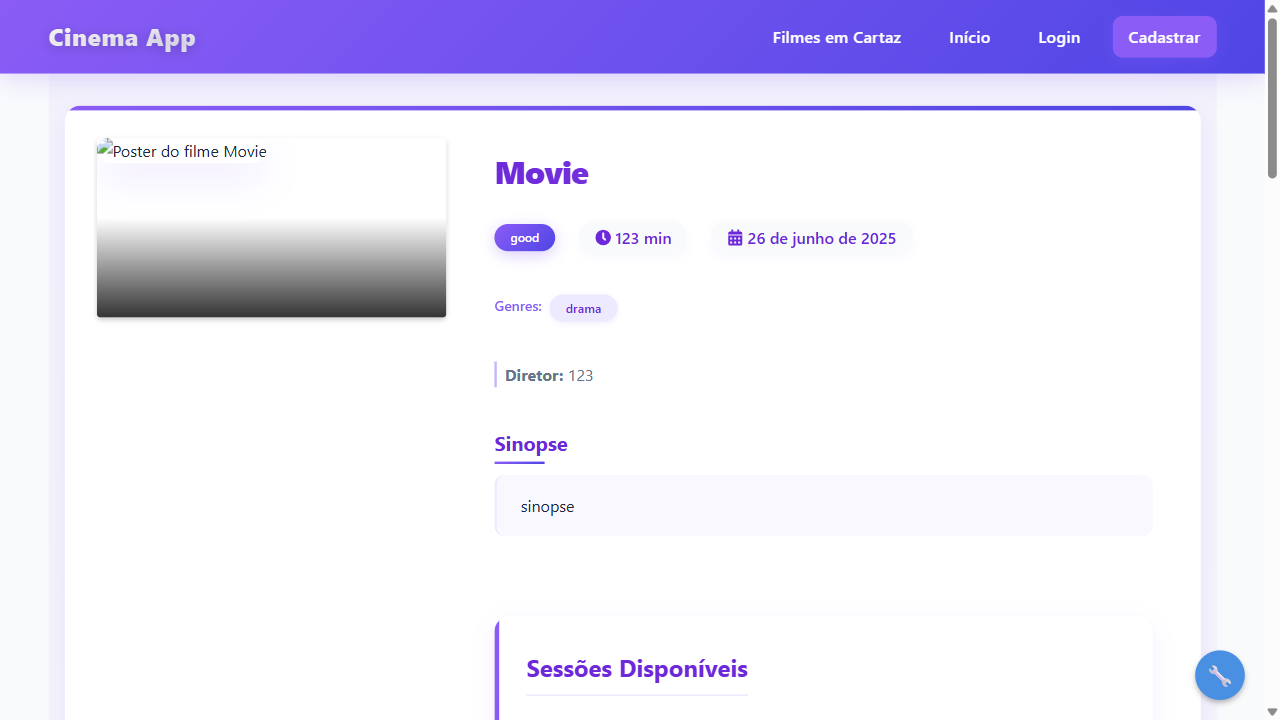 Cinema App
Filmes em Cartaz
Início
Login
Cadastrar
Poster do filme Movie
Movie
good
123 min
26 de junho de 2025
Genres:
drama
Diretor: 123
Sinopse
sinopse
Sessões Disponíveis